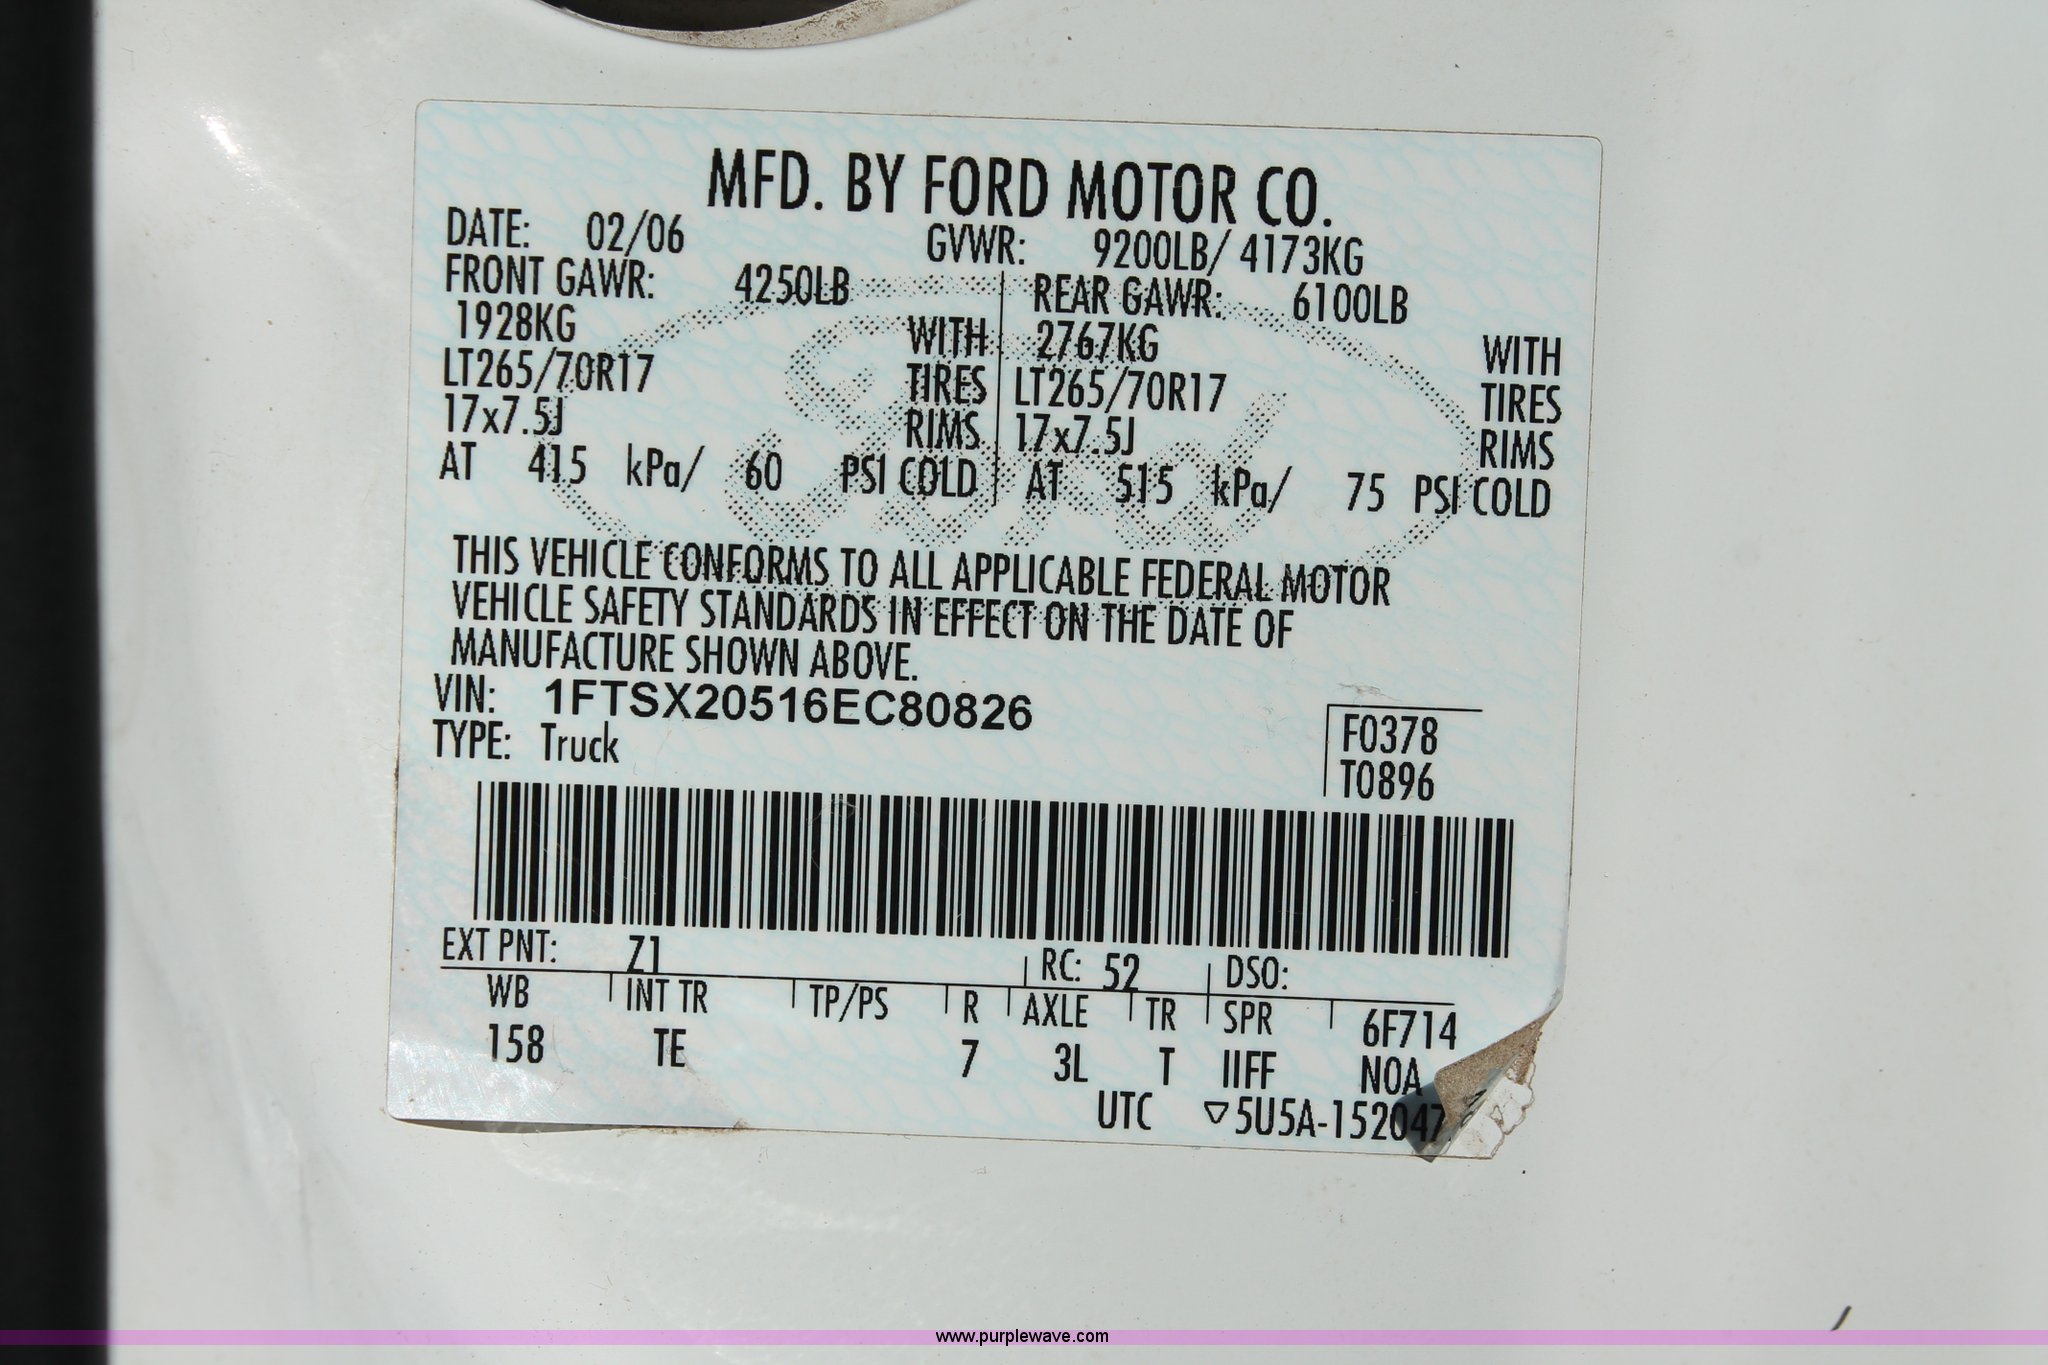 MFD. BY FORD MOTOR CO.
DATE: 02/06 GVWR: 9200LB/ 4173KG
FRONT GAWR: 4250LB REAR GAWR: 6100LB
1928KG WITH 2767KG WITH
LT265/70R17 TIRES LT265/70R17 TIRES
17x7.5J RIMS 17x7.5J RIMS
AT 415 kPa/ 60 PSI COLD AT 515 kPa/ 75 PSI COLD
Ford
THIS VEHICLE CONFORMS TO ALL APPLICABLE FEDERAL MOTOR
VEHICLE SAFETY STANDARDS IN EFFECT ON THE DATE OF
MANUFACTURE SHOWN ABOVE.
VIN: 1FTSX20516EC80826
TYPE: Truck
F0378
T0896
EXT PNT: Z1 RC: 52 DSO:
WB INT TR TP/PS R AXLE TR SPR 6F714
158 TE 7 3L T IIFF NOA
UTC ▽5U5A-152047
www.purplewave.com